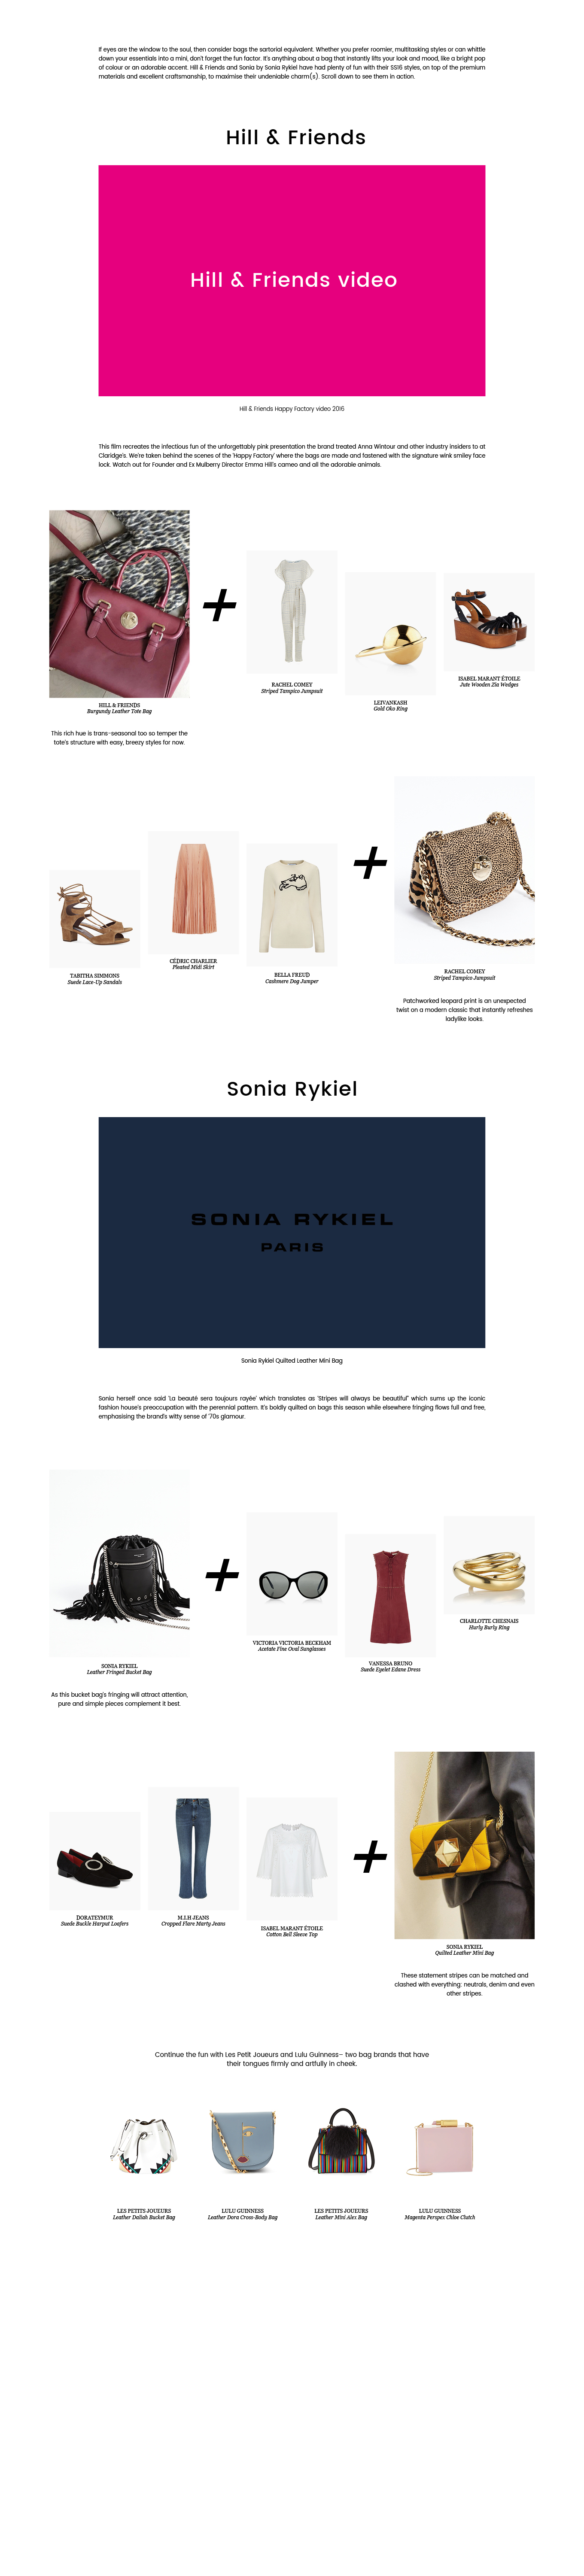 If eyes are the window to the soul, then consider bags the sartorial equivalent. Whether you prefer roomier, multitasking styles or can whittle
down your essentials into a mini, don't forget the fun factor. It's anything about a bag that instantly lifts your look and mood, like a bright pop
of colour or an adorable accent. Hill & Friends and Sonia by Sonia Rykiel have had plenty of fun with their SS16 styles, on top of the premium
materials and excellent craftsmanship, to maximise their undeniable charm(s). Scroll down to see them in action.
Hill & Friends
Hill & Friends video
Hill & Friends Happy Factory video 2016
This film recreates the infectious fun of the unforgettably pink presentation the brand treated Anna Wintour and other industry insiders to at
Claridge's. We're taken behind the scenes of the 'Happy Factory' where the bags are made and fastened with the signature wink smiley face
lock. Watch out for Founder and Ex Mulberry Director Emma Hill's cameo and all the adorable animals.
+
HILL & FRIENDS
Burgundy Leather Tote Bag
This rich hue is trans-seasonal too so temper the
tote's structure with easy, breezy styles for now.
RACHEL COMEY
Striped Tampico Jumpsuit
LEIVANKASH
Gold Oko Ring
ISABEL MARANT ÉTOILE
Jute Wooden Zia Wedges
TABITHA SIMMONS
Suede Lace-Up Sandals
CÉDRIC CHARLIER
Pleated Midi Skirt
BELLA FREUD
Cashmere Dog Jumper
+
RACHEL COMEY
Striped Tampico Jumpsuit
Patchworked leopard print is an unexpected
twist on a modern classic that instantly refreshes
ladylike looks.
Sonia Rykiel
SONIA RYKIEL
PARIS
Sonia Rykiel Quilted Leather Mini Bag
Sonia herself once said 'La beauté sera toujours rayée' which translates as 'Stripes will always be beautiful" which sums up the iconic
fashion house's preoccupation with the perennial pattern. It's boldly quilted on bags this season while elsewhere fringing flows full and free,
emphasising the brand's witty sense of '70s glamour.
+
SONIA RYKIEL
Leather Fringed Bucket Bag
As this bucket bag's fringing will attract attention,
pure and simple pieces complement it best.
VICTORIA VICTORIA BECKHAM
Acetate Fine Oval Sunglasses
VANESSA BRUNO
Suede Eyelet Edane Dress
CHARLOTTE CHESNAIS
Hurly Burly Ring
DORATEYMUR
Suede Buckle Harput Loafers
M.I.H JEANS
Cropped Flare Marty Jeans
ISABEL MARANT ÉTOILE
Cotton Bell Sleeve Top
+
SONIA RYKIEL
Quilted Leather Mini Bag
These statement stripes can be matched and
clashed with everything: neutrals, denim and even
other stripes.
Continue the fun with Les Petit Joueurs and Lulu Guinness– two bag brands that have
their tongues firmly and artfully in cheek.
LES PETITS JOUEURS
Leather Daliah Bucket Bag
LULU GUINNESS
Leather Dora Cross-Body Bag
LES PETITS JOUEURS
Leather Mini Alex Bag
LULU GUINNESS
Magenta Perspex Chloe Clutch